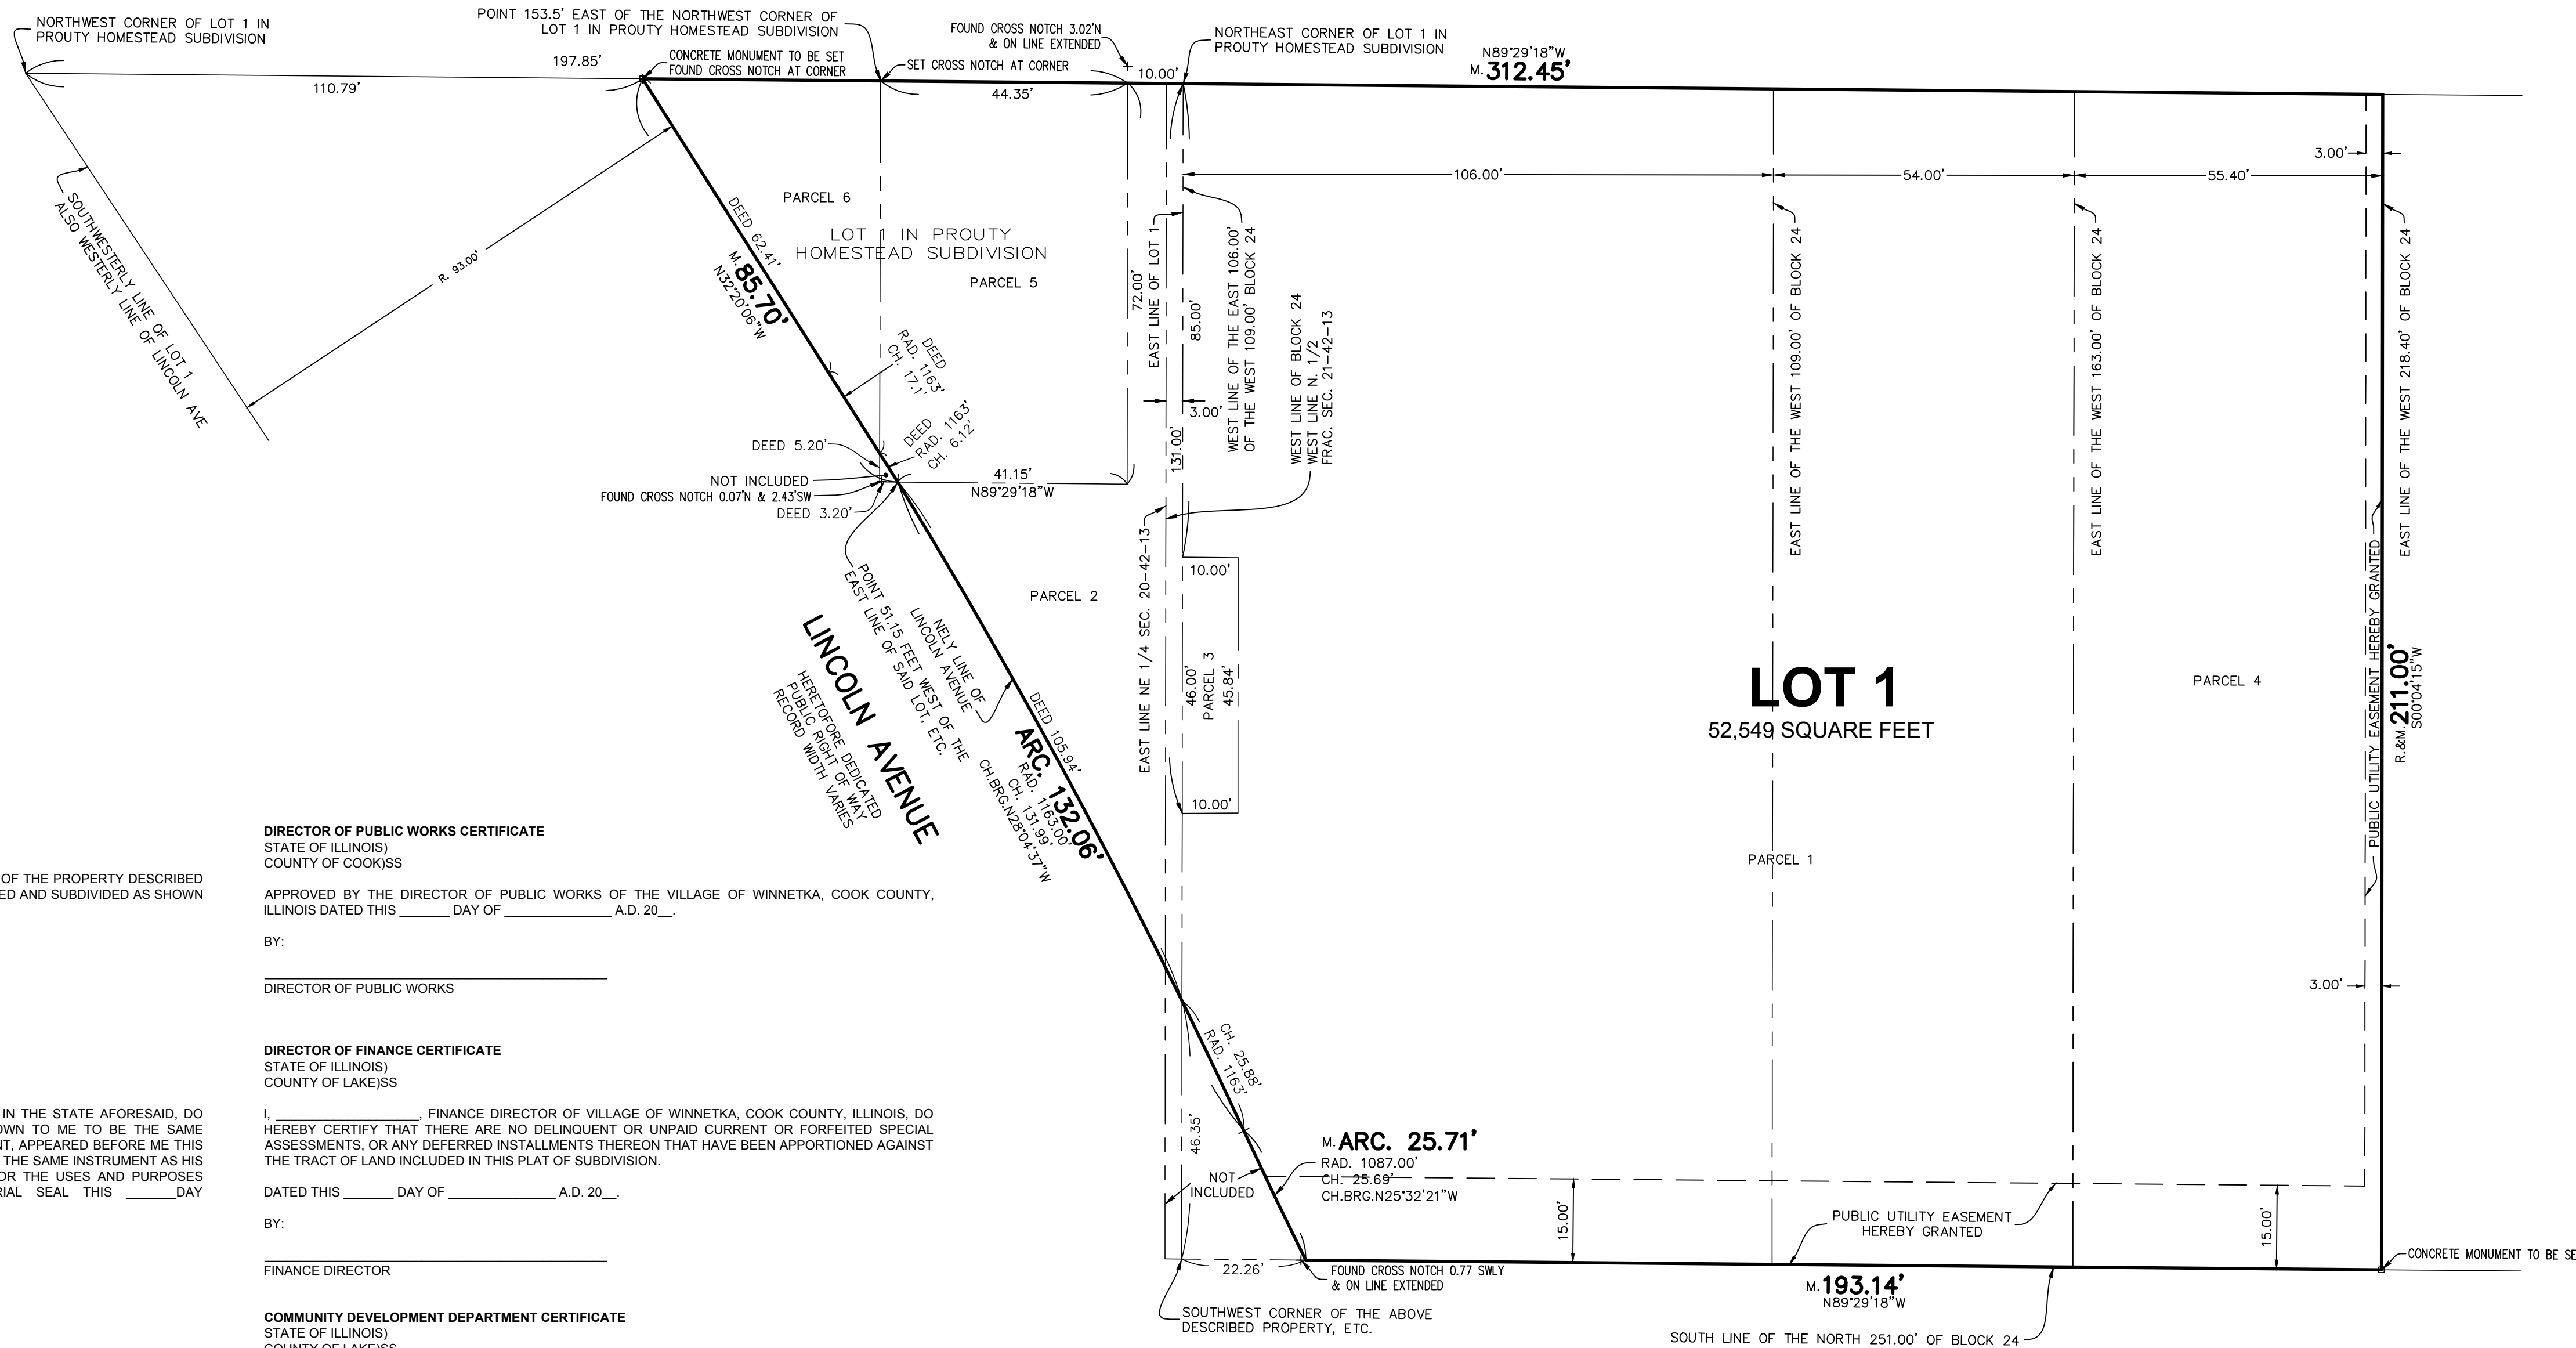 NORTHWEST CORNER OF LOT 1 IN
PROUTY HOMESTEAD SUBDIVISION
POINT 153.5' EAST OF THE NORTHWEST CORNER OF
LOT 1 IN PROUTY HOMESTEAD SUBDIVISION
FOUND CROSS NOTCH 3.02'N
& ON LINE EXTENDED
NORTHEAST CORNER OF LOT 1 IN
PROUTY HOMESTEAD SUBDIVISION
N89°29'18"W
M. 312.45'
197.85'
CONCRETE MONUMENT TO BE SET
FOUND CROSS NOTCH AT CORNER
SET CROSS NOTCH AT CORNER
10.00'
110.79'
44.35'
3.00'
106.00'
54.00'
55.40'
SOUTHWESTERLY LINE OF LOT 1
ALSO WESTERLY LINE OF LINCOLN AVE
R. 93.00'
PARCEL 6
LOT 1 IN PROUTY
HOMESTEAD SUBDIVISION
PARCEL 5
DEED 62.41'
M. 85.70'
N32°20'06"W
DEED
RAD. 1163'
CH. 17.1'
DEED
RAD. 1163'
CH. 6.12'
72.00'
EAST LINE OF LOT 1
85.00'
3.00'
131.00'
WEST LINE OF THE EAST 106.00'
OF THE WEST 109.00' BLOCK 24
WEST LINE OF BLOCK 24
WEST LINE N. 1/2
FRAC. SEC. 21-42-13
EAST LINE OF THE WEST 109.00' OF BLOCK 24
EAST LINE OF THE WEST 163.00' OF BLOCK 24
EAST LINE OF THE WEST 218.40' OF BLOCK 24
DEED 5.20'
NOT INCLUDED
FOUND CROSS NOTCH 0.07'N & 2.43'SW
DEED 3.20'
41.15'
N89°29'18"W
POINT 51.15 FEET WEST OF THE
EAST LINE OF SAID LOT, ETC.
NELY LINE OF
LINCOLN AVENUE
LINCOLN AVENUE
HERETOFORE DEDICATED
PUBLIC RIGHT OF WAY
RECORD WIDTH VARIES
DEED 105.94'
ARC. 132.06'
RAD. 1163.00'
CH. 131.99'
CH.BRG.N28°04'37"W
PARCEL 2
EAST LINE NE 1/4 SEC. 20-42-13
10.00'
46.00'
PARCEL 3
45.84'
10.00'
LOT 1
52,549 SQUARE FEET
PARCEL 4
PARCEL 1
PUBLIC UTILITY EASEMENT HEREBY GRANTED
R.&M. 211.00'
S00°04'15"W
3.00'
CH. 25.88'
RAD. 1163'
46.35'
NOT
INCLUDED
M. ARC. 25.71'
RAD. 1087.00'
CH. 25.69'
CH.BRG.N25°32'21"W
15.00'
PUBLIC UTILITY EASEMENT
HEREBY GRANTED
15.00'
22.26'
FOUND CROSS NOTCH 0.77 SWLY
& ON LINE EXTENDED
CONCRETE MONUMENT TO BE SE
M. 193.14'
N89°29'18"W
SOUTHWEST CORNER OF THE ABOVE
DESCRIBED PROPERTY, ETC.
SOUTH LINE OF THE NORTH 251.00' OF BLOCK 24
OF THE PROPERTY DESCRIBED
ED AND SUBDIVIDED AS SHOWN
IN THE STATE AFORESAID, DO
OWN TO ME TO BE THE SAME
NT, APPEARED BEFORE ME THIS
THE SAME INSTRUMENT AS HIS
OR THE USES AND PURPOSES
RIAL SEAL THIS _______DAY
DIRECTOR OF PUBLIC WORKS CERTIFICATE
STATE OF ILLINOIS)
COUNTY OF COOK)SS
APPROVED BY THE DIRECTOR OF PUBLIC WORKS OF THE VILLAGE OF WINNETKA, COOK COUNTY,
ILLINOIS DATED THIS _______ DAY OF _______________ A.D. 20__.
BY:
DIRECTOR OF PUBLIC WORKS
DIRECTOR OF FINANCE CERTIFICATE
STATE OF ILLINOIS)
COUNTY OF LAKE)SS
I, ____________________, FINANCE DIRECTOR OF VILLAGE OF WINNETKA, COOK COUNTY, ILLINOIS, DO
HEREBY CERTIFY THAT THERE ARE NO DELINQUENT OR UNPAID CURRENT OR FORFEITED SPECIAL
ASSESSMENTS, OR ANY DEFERRED INSTALLMENTS THEREON THAT HAVE BEEN APPORTIONED AGAINST
THE TRACT OF LAND INCLUDED IN THIS PLAT OF SUBDIVISION.
DATED THIS _______ DAY OF _______________ A.D. 20__.
BY:
FINANCE DIRECTOR
COMMUNITY DEVELOPMENT DEPARTMENT CERTIFICATE
STATE OF ILLINOIS)
COUNTY OF LAKE)SS